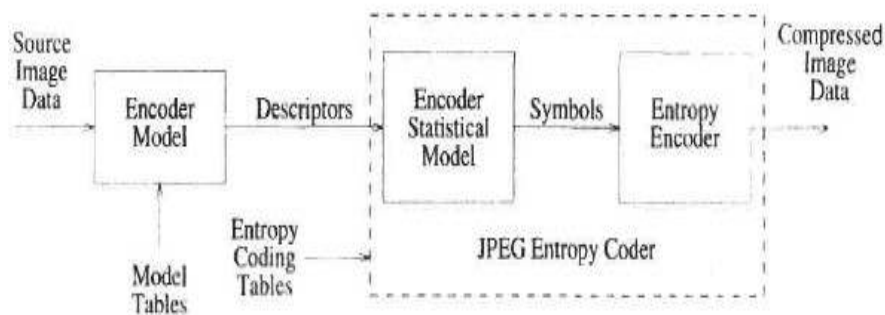 Source
Image
Data
Encoder
Model
Descriptors
Encoder
Statistical
Model
Symbols
Entropy
Encoder
Compressed
Image
Data
Model
Tables
Entropy
Coding
Tables
JPEG Entropy Coder